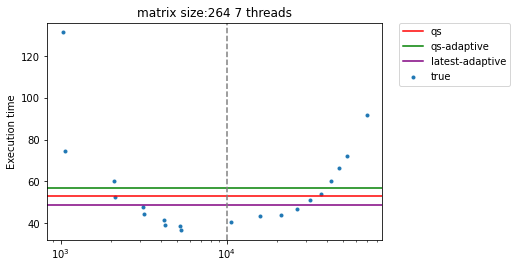 matrix size:264 7 threads
qs
qs-adaptive
latest-adaptive
true
Execution time
120
100
80
60
40
10³
10⁴